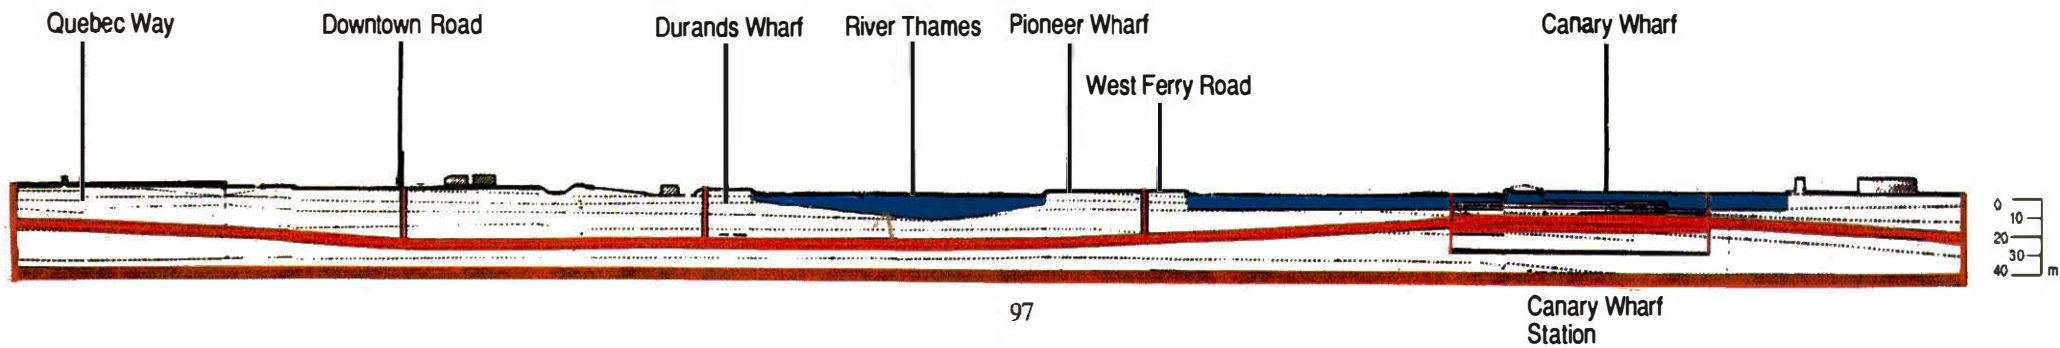 Quebec Way
Downtown Road
Durands Wharf
River Thames
Pioneer Wharf
Canary Wharf
West Ferry Road
0
10
20
30
40 m
97
Canary Wharf
Station